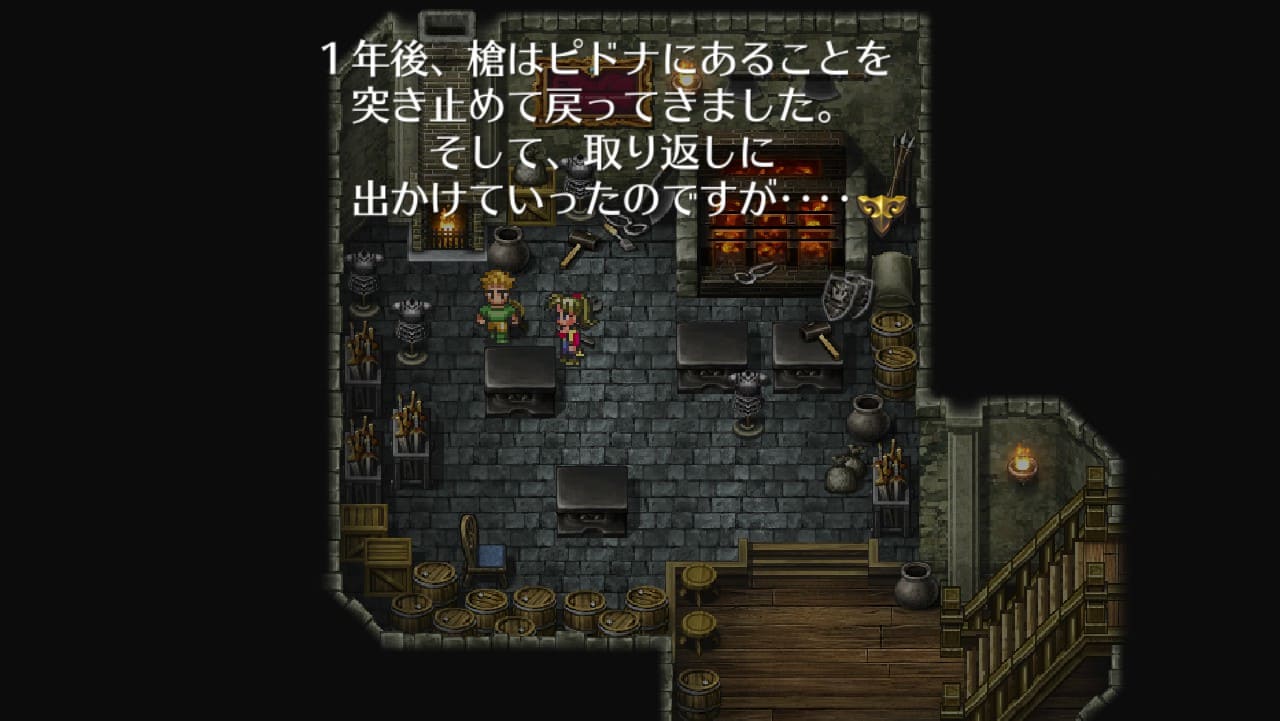 1年後、槍はピドナにあることを
突き止めて戻ってきました。
そして、取り返しに
出かけていったのですが‥‥